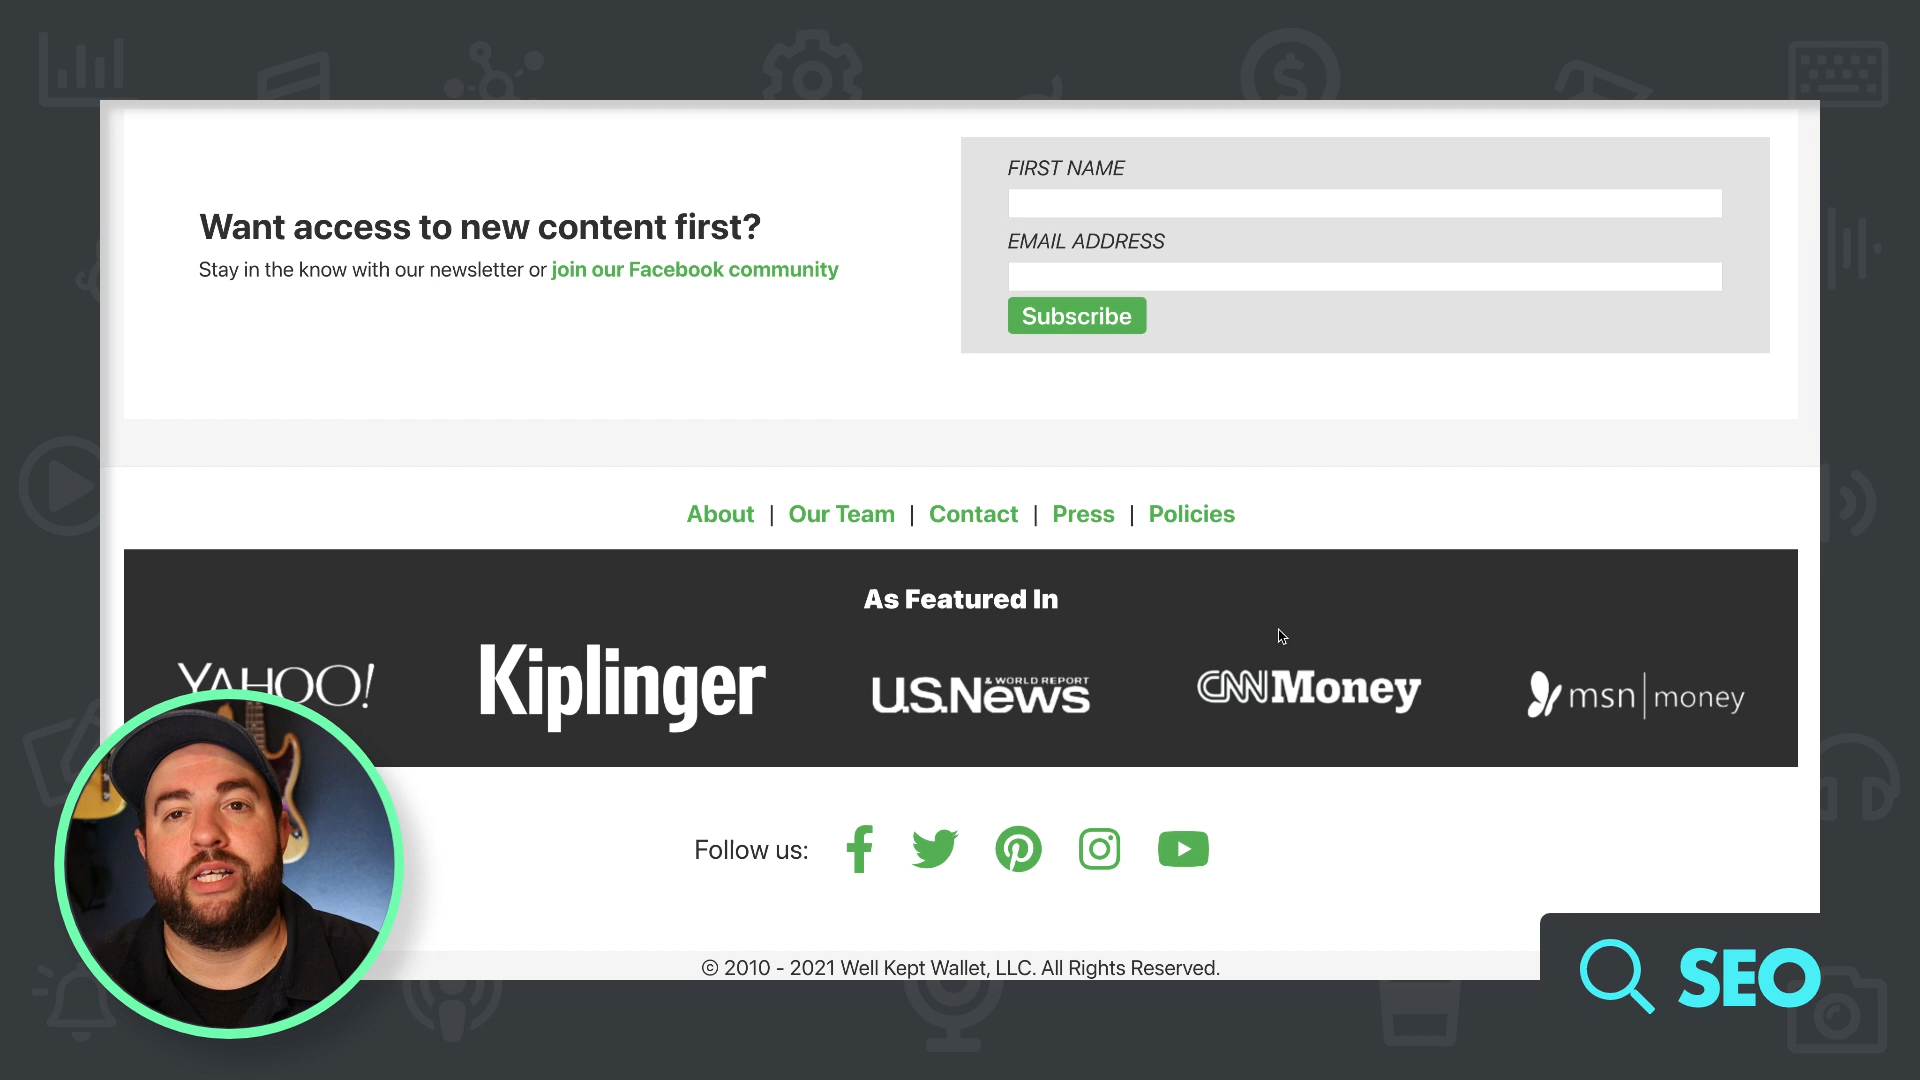 FIRST NAME
Want access to new content first?
EMAIL ADDRESS
Stay in the know with our newsletter or join our Facebook community
Subscribe
About | Our Team | Contact | Press | Policies
As Featured In
YAHOO!
Kiplinger
U.S.News & WORLD REPORT
CNNMoney
msn money
Follow us:
© 2010 - 2021 Well Kept Wallet, LLC. All Rights Reserved.
SEO